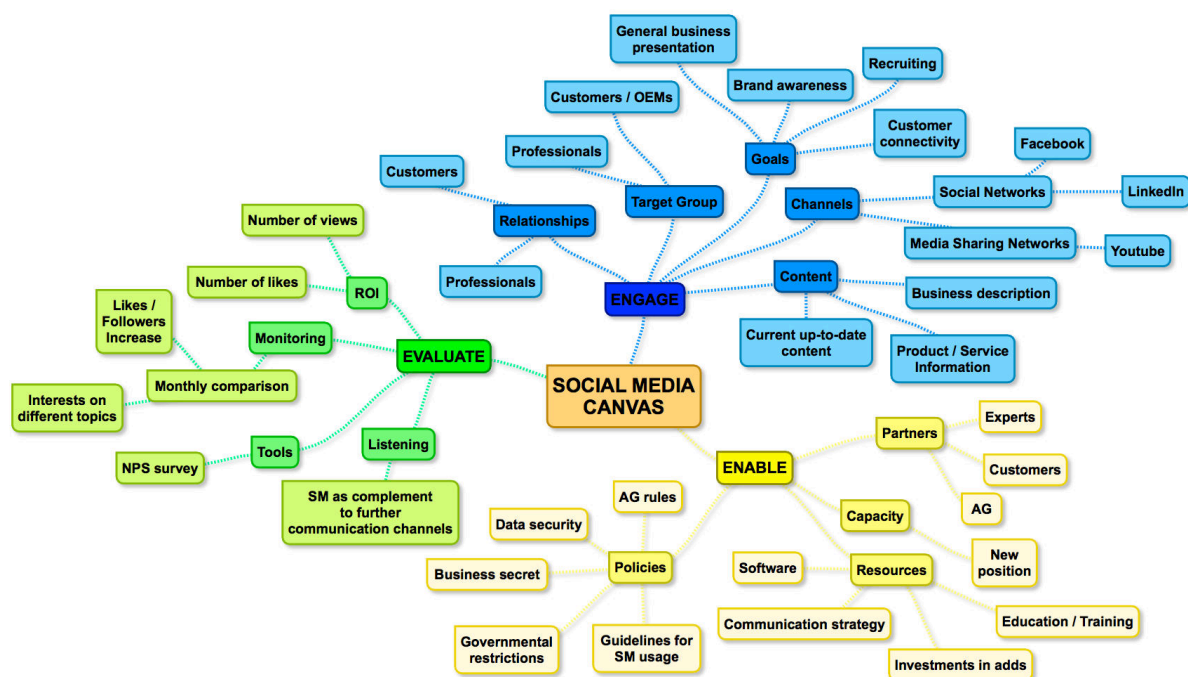 General business
presentation
Recruiting
Brand awareness
Customers / OEMs
Customer
connectivity
Goals
Professionals
Facebook
Customers
Social Networks
LinkedIn
Channels
Target Group
Relationships
Number of views
Media Sharing Networks
Youtube
Professionals
Content
Number of likes
ROI
ENGAGE
Business description
Likes /
Followers
Increase
Monitoring
Current up-to-date
content
EVALUATE
Product / Service
Information
Monthly comparison
SOCIAL MEDIA
CANVAS
Interests on
different topics
Experts
Partners
Listening
Tools
NPS survey
ENABLE
Customers
AG rules
SM as complement
to further
communication channels
AG
Capacity
Data security
New
position
Policies
Software
Resources
Business secret
Communication strategy
Education / Training
Governmental
restrictions
Guidelines for
SM usage
Investments in adds